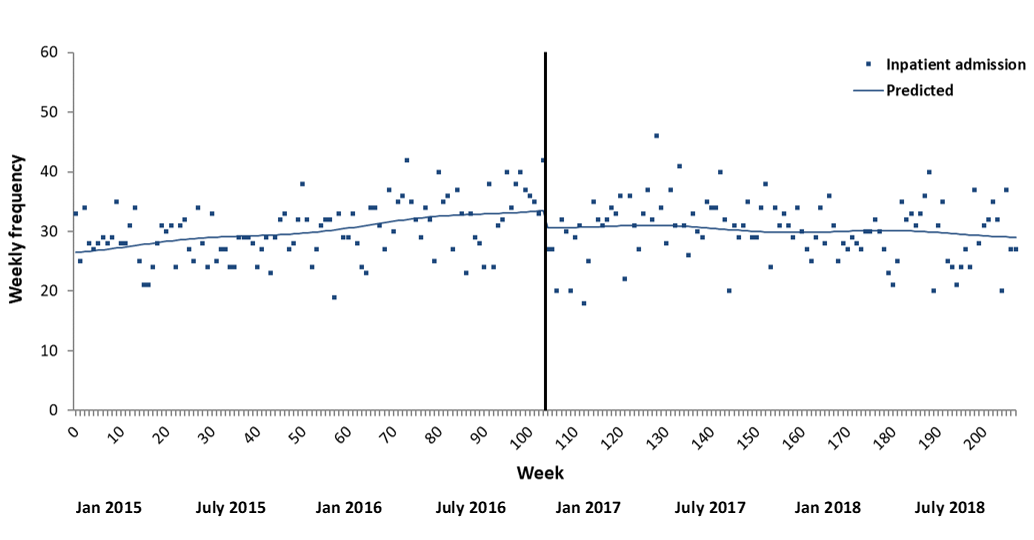 60
Inpatient admission
Predicted
50
40
30
20
10
0
Weekly frequency
0 10 20 30 40 50 60 70 80 90 100 110 120 130 140 150 160 170 180 190 200
Week
Jan 2015 July 2015 Jan 2016 July 2016 Jan 2017 July 2017 Jan 2018 July 2018